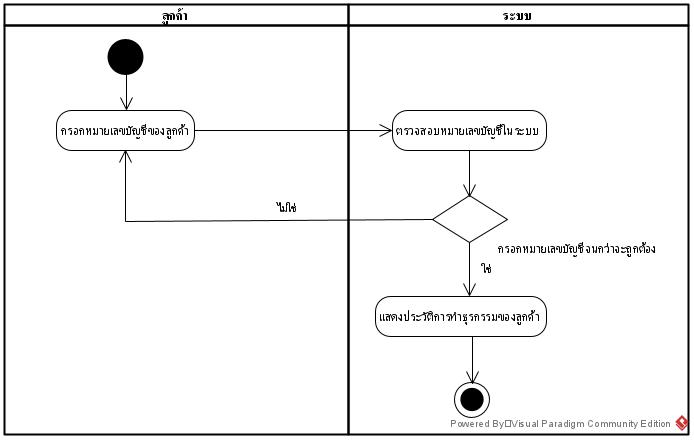 ลูกค้า
ระบบ
กรอกหมายเลขบัญชีของลูกค้า
ตรวจสอบหมายเลขบัญชีในระบบ
ไม่ใช่
กรอกหมายเลขบัญชีจนกว่าจะถูกต้อง
ใช่
แสดงประวัติการทำธุรกรรมของลูกค้า
Powered By Visual Paradigm Community Edition